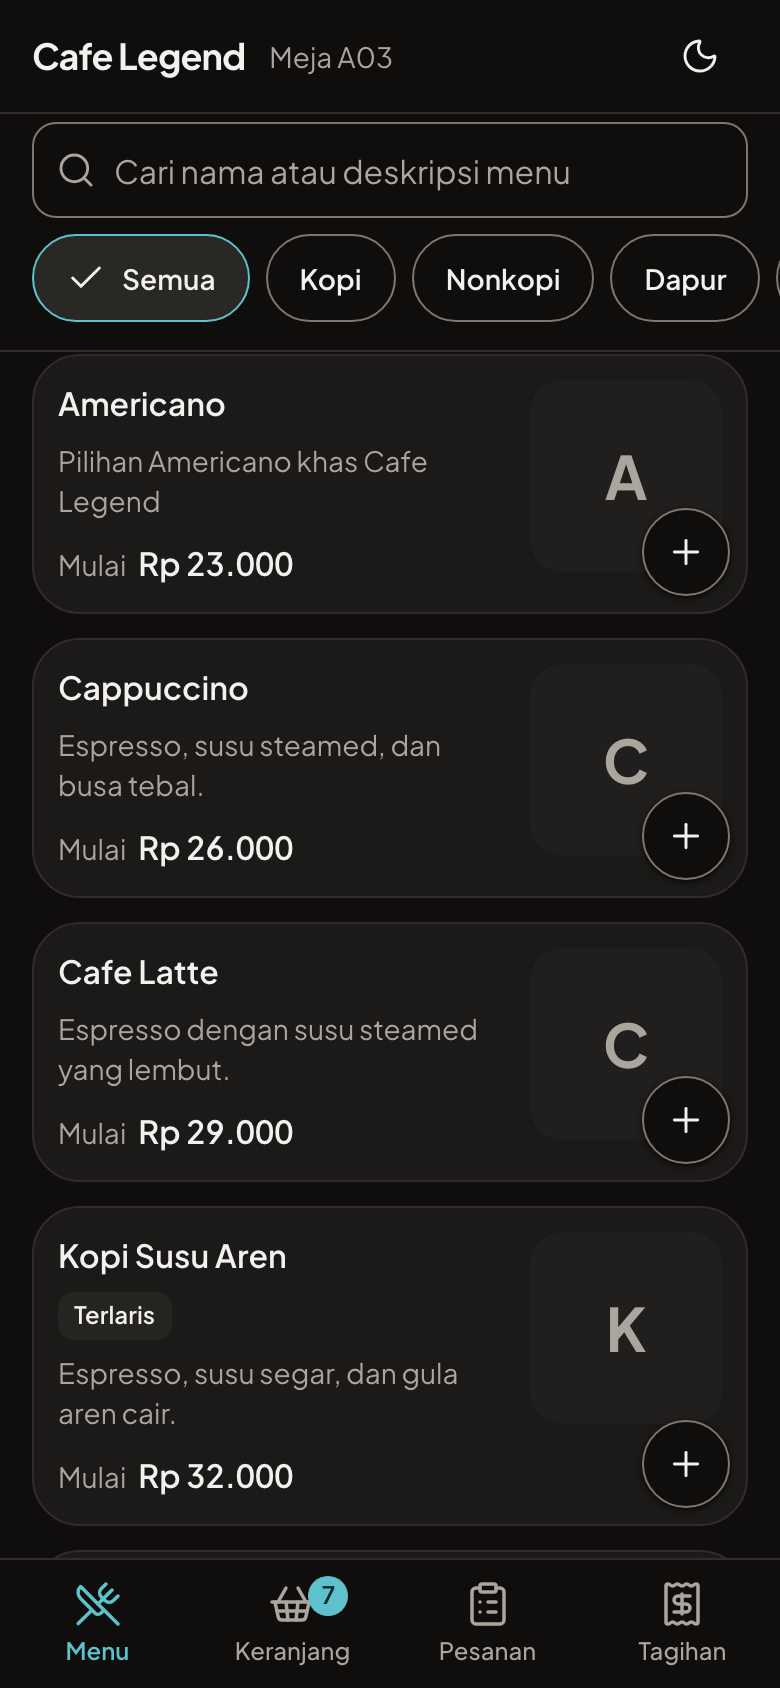 Cafe Legend Meja A03
Cari nama atau deskripsi menu
Semua Kopi Nonkopi Dapur
Americano
Pilihan Americano khas Cafe
Legend
Mulai Rp 23.000
A
Cappuccino
Espresso, susu steamed, dan
busa tebal.
Mulai Rp 26.000
C
Cafe Latte
Espresso dengan susu steamed
yang lembut.
Mulai Rp 29.000
C
Kopi Susu Aren
Terlaris
Espresso, susu segar, dan gula
aren cair.
Mulai Rp 32.000
K
7
Menu Keranjang Pesanan Tagihan